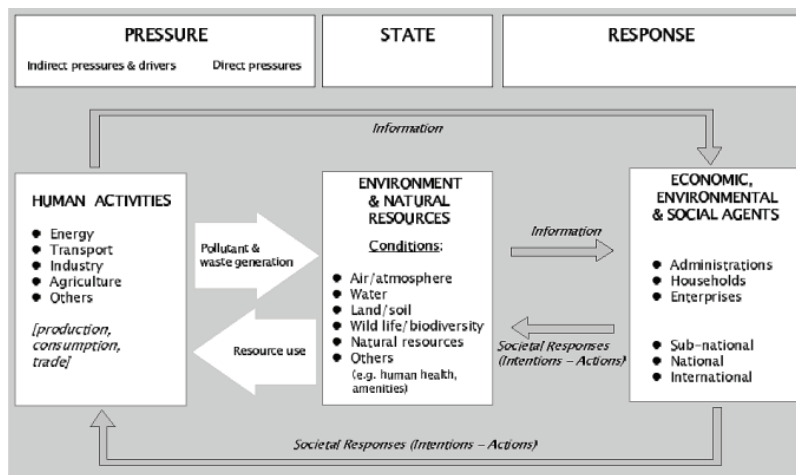 PRESSURE
Indirect pressures & drivers
Direct pressures
STATE
RESPONSE
Information
HUMAN ACTIVITIES
● Energy
● Transport
● Industry
● Agriculture
● Others
[production,
consumption,
trade]
Pollutant &
waste generation
Resource use
ENVIRONMENT
& NATURAL
RESOURCES
Conditions:
● Air/atmosphere
● Water
● Land/soil
● Wild life/biodiversity
● Natural resources
● Others
(e.g. human health,
amenities)
Information
Societal Responses
(Intentions – Actions)
ECONOMIC,
ENVIRONMENTAL
& SOCIAL AGENTS
● Administrations
● Households
● Enterprises
● Sub-national
● National
● International
Societal Responses (Intentions – Actions)